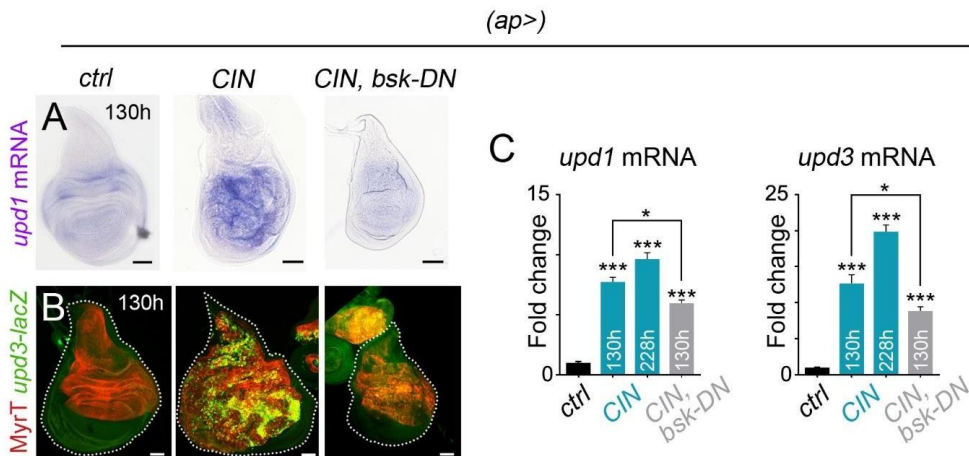 (ap>)
ctrl CIN CIN, bsk-DN
A 130h
upd1 mRNA
B 130h
MyrT upd3-lacZ
C
upd1 mRNA
15
Fold change
0
***
***
*
***
130h
228h
130h
ctrl
CIN
CIN,
bsk-DN
upd3 mRNA
25
Fold change
0
***
***
*
***
130h
228h
130h
ctrl
CIN
CIN,
bsk-DN